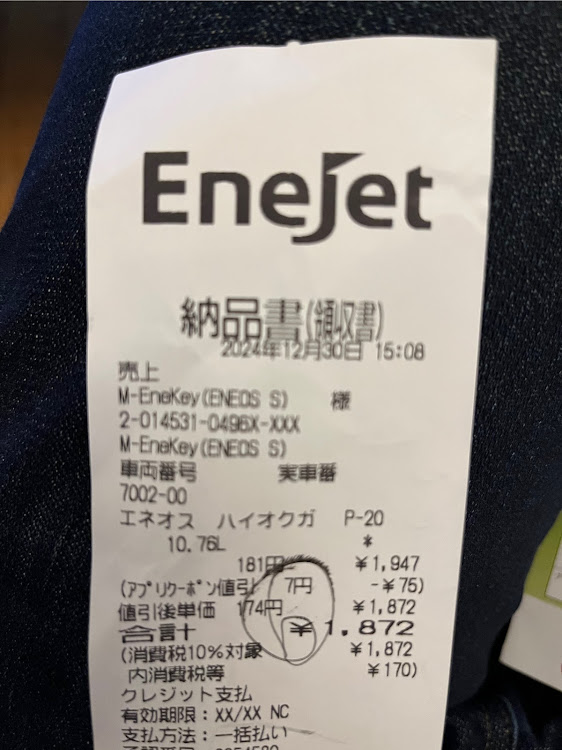 EneJet
納品書(領収書)
2024年12月30日 15:08
売上
M-EneKey(ENEOS S) 様
2-014531-0496X-XXX
M-EneKey(ENEOS S)
車両番号 実車番
7002-00
エネオス ハイオクガ P-20
10.76L *
181円 ¥1,947
(アプリクーポン値引) 7円 -¥75)
値引後単価 174円 ¥1,872
合計 ¥1,872
(消費税10%対象 ¥1,872
内消費税等 ¥170)
クレジット支払
有効期限:XX/XX NC
支払方法:一括払い